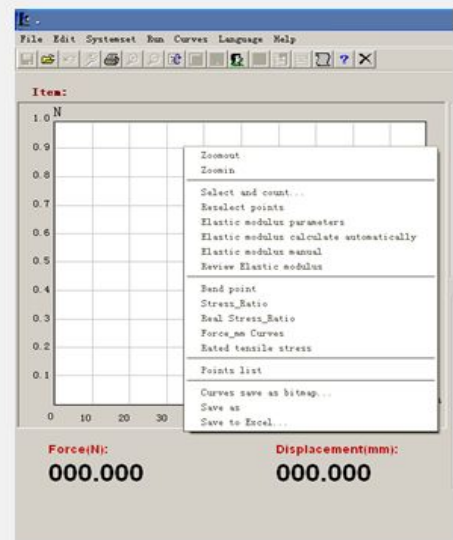 File Edit Systemset Run Curves Language Help
Item:
N
1.0
0.9
0.8
0.7
0.6
0.5
0.4
0.3
0.2
0.1
0 10 20 30
Zoomout
Zoomin
Select and count...
Reselect points
Elastic modulus parameters
Elastic modulus calculate automatically
Elastic modulus manual
Review Elastic modulus
Bend point
Stress_Ratio
Real Stress_Ratio
Force_mm Curves
Rated tensile stress
Points list
Curves save as bitmap...
Save as
Save to Excel...
Force(N): Displacement(mm):
000.000 000.000